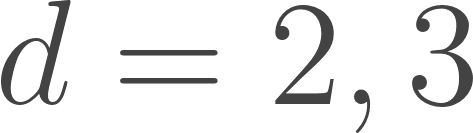 d = 2, 3